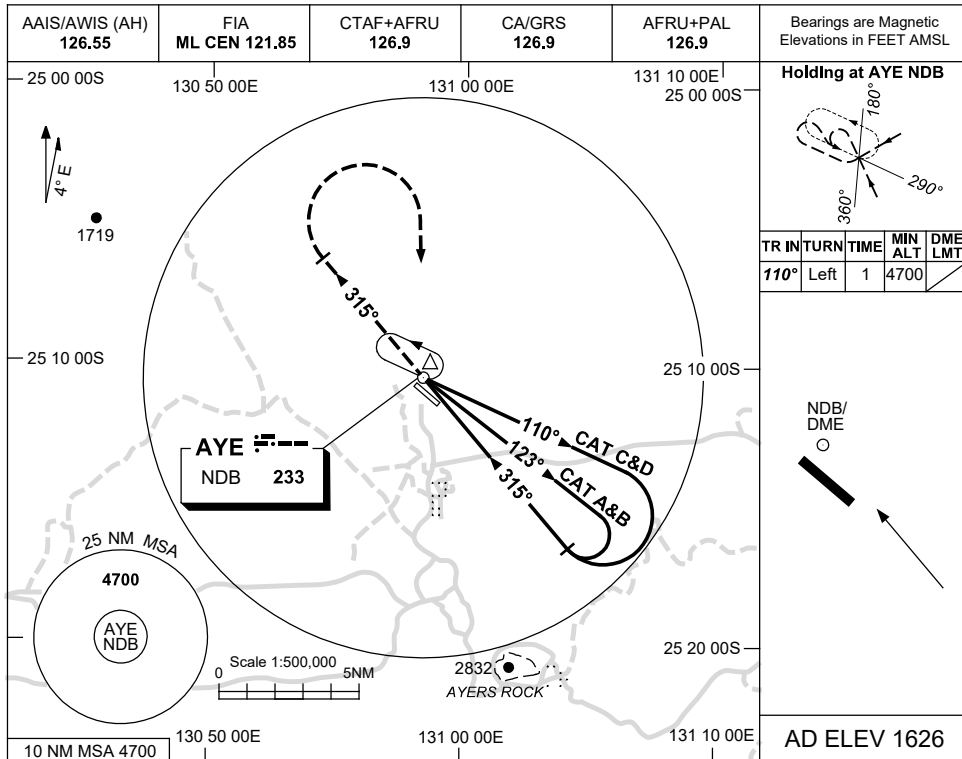 AAIS/AWIS (AH)
126.55
FIA
ML CEN 121.85
CTAF+AFRU
126.9
CA/GRS
126.9
AFRU+PAL
126.9
Bearings are Magnetic
Elevations in FEET AMSL
25 00 00S
130 50 00E
131 00 00E
131 10 00E
25 00 00S
4° E
1719
315°
25 10 00S
25 10 00S
AYE
NDB 233
110° CAT C&D
123° CAT A&B
315°
25 NM MSA
4700
AYE
NDB
Scale 1:500,000
0 5NM
2832
AYERS ROCK
25 20 00S
10 NM MSA 4700
130 50 00E
131 00 00E
131 10 00E
Holding at AYE NDB
180°
290°
360°
TR IN TURN TIME MIN ALT DME LMT
110° Left 1 4700
NDB/
DME
AD ELEV 1626